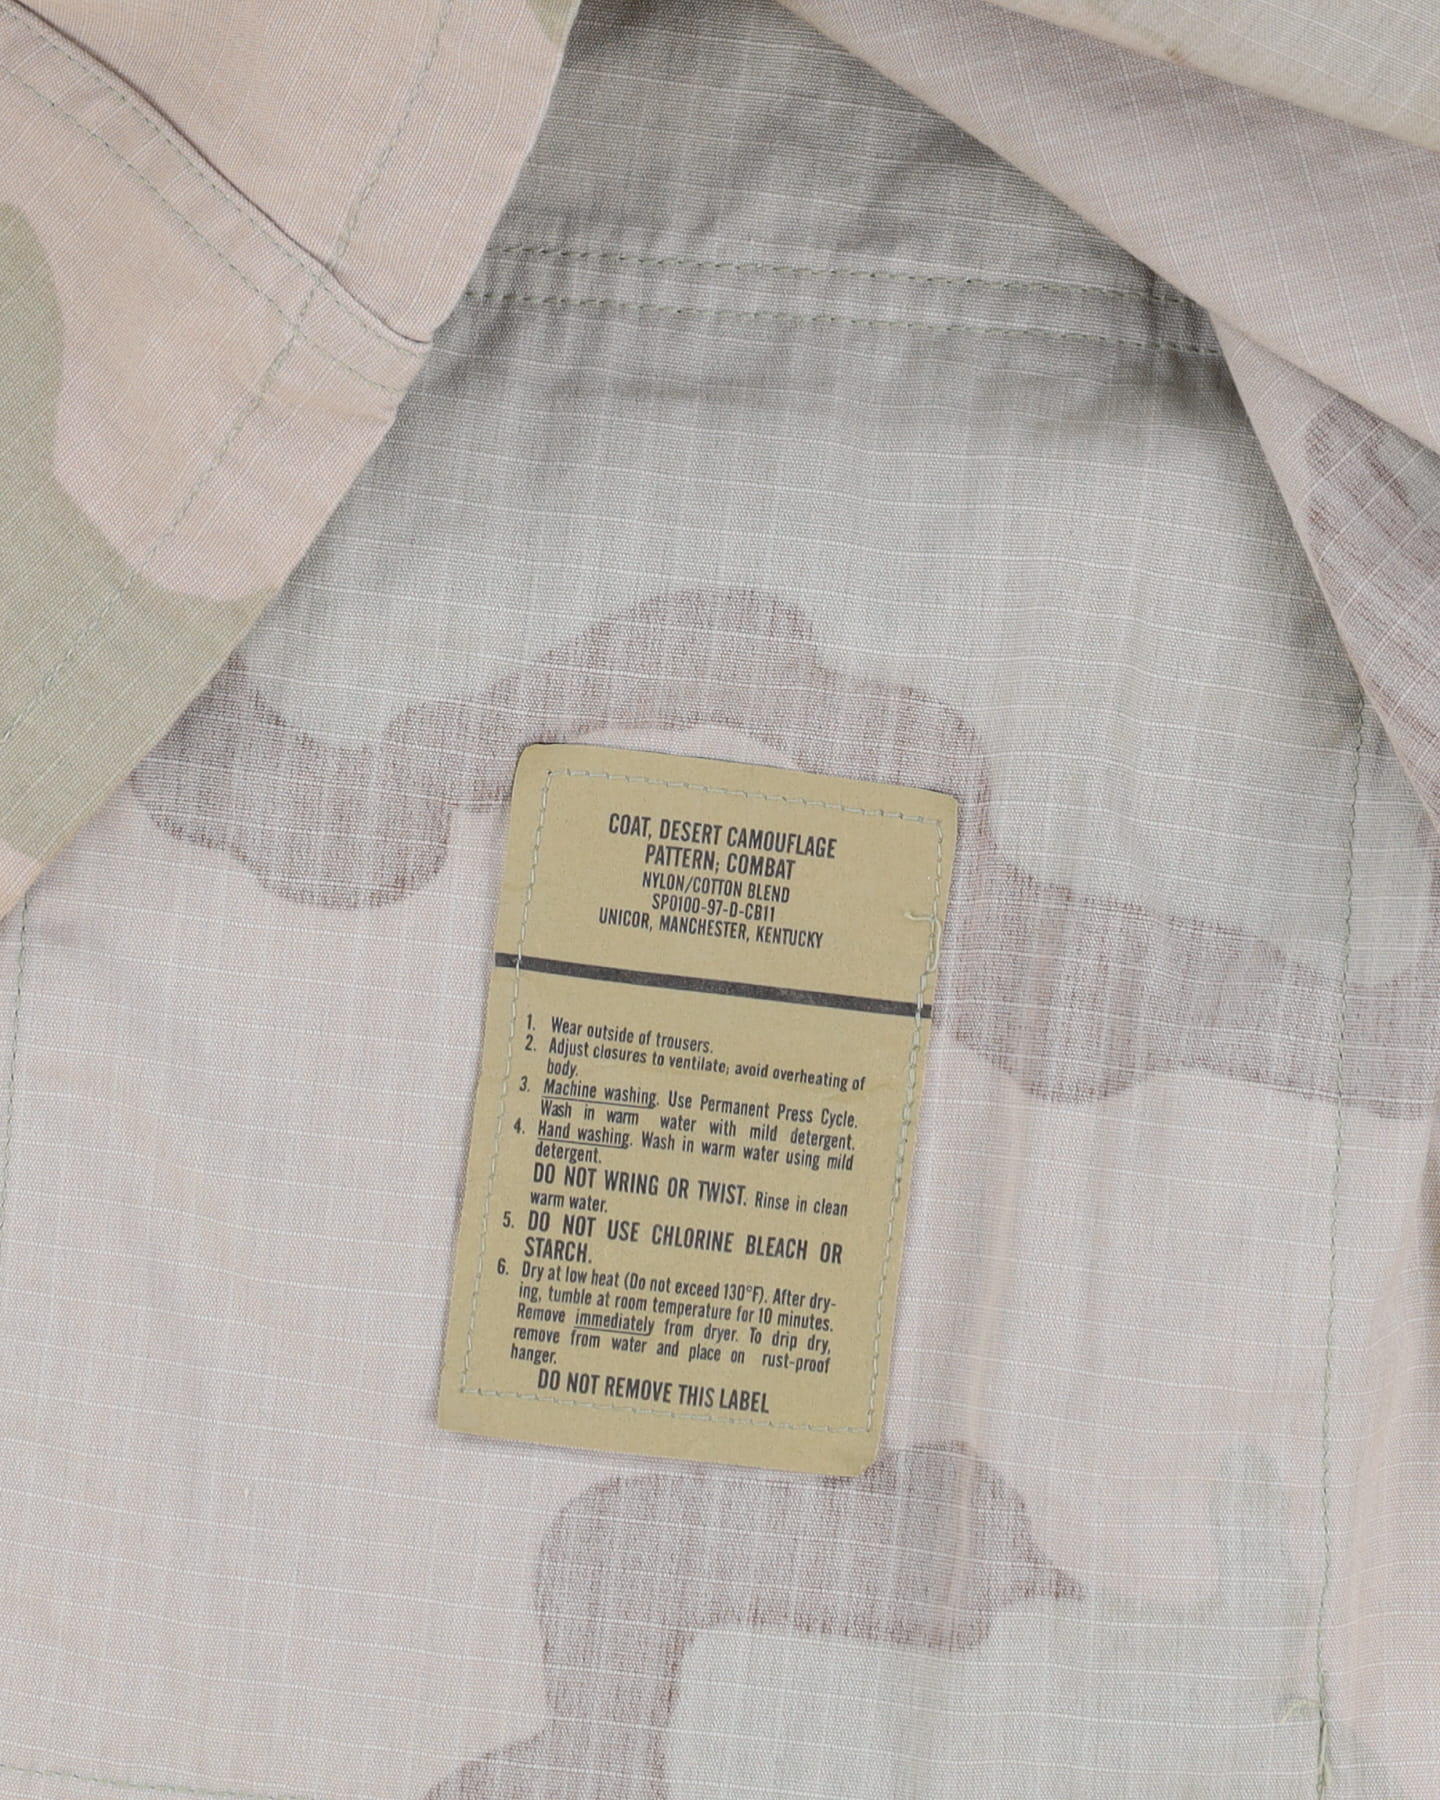 COAT, DESERT CAMOUFLAGE
PATTERN; COMBAT
NYLON/COTTON BLEND
SPO100-97-D-CB11
UNICOR, MANCHESTER, KENTUCKY
1. Wear outside of trousers.
2. Adjust closures to ventilate; avoid overheating of
body.
3. Machine washing. Use Permanent Press Cycle.
Wash in warm water with mild detergent.
4. Hand washing. Wash in warm water using mild
detergent.
DO NOT WRING OR TWIST. Rinse in clean
warm water.
5. DO NOT USE CHLORINE BLEACH OR
STARCH.
6. Dry at low heat (Do not exceed 130°F). After dry-
ing, tumble at room temperature for 10 minutes.
Remove immediately from dryer. To drip dry,
remove from water and place on rust-proof
hanger.
DO NOT REMOVE THIS LABEL